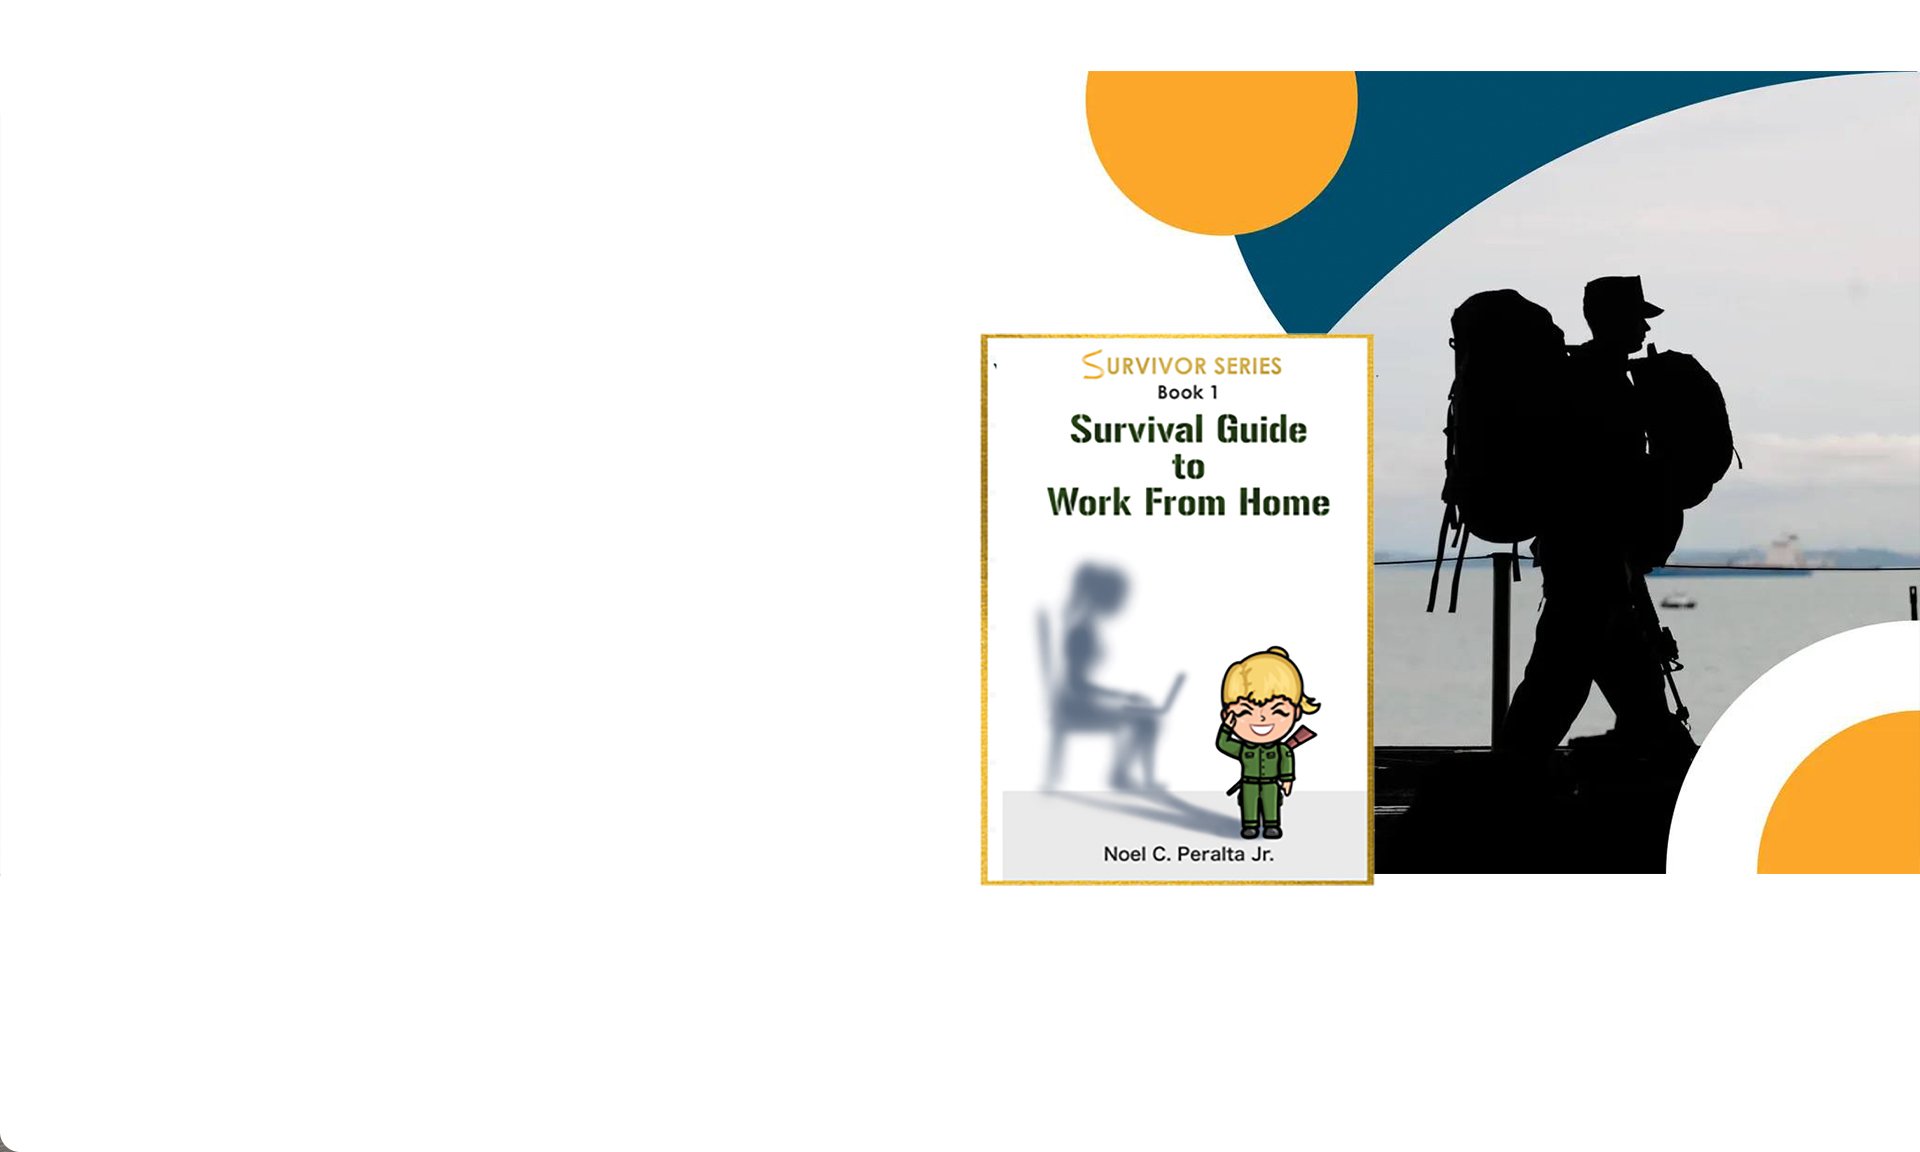 SURVIVOR SERIES
Book 1
Survival Guide
to
Work From Home
Noel C. Peralta Jr.